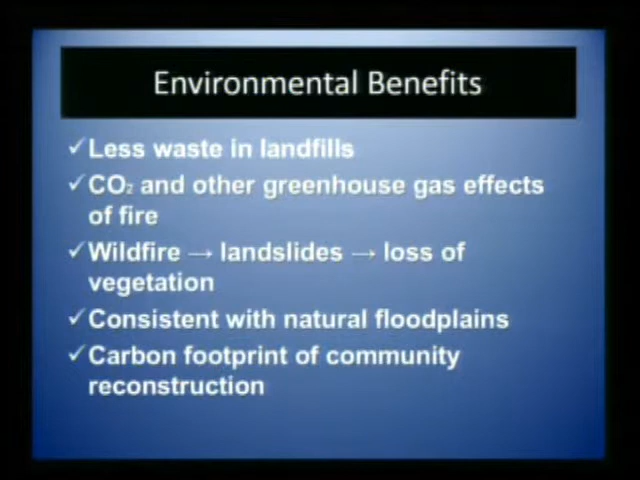 Environmental Benefits
✓Less waste in landfills
✓CO₂ and other greenhouse gas effects
of fire
✓Wildfire → landslides → loss of
vegetation
✓Consistent with natural floodplains
✓Carbon footprint of community
reconstruction